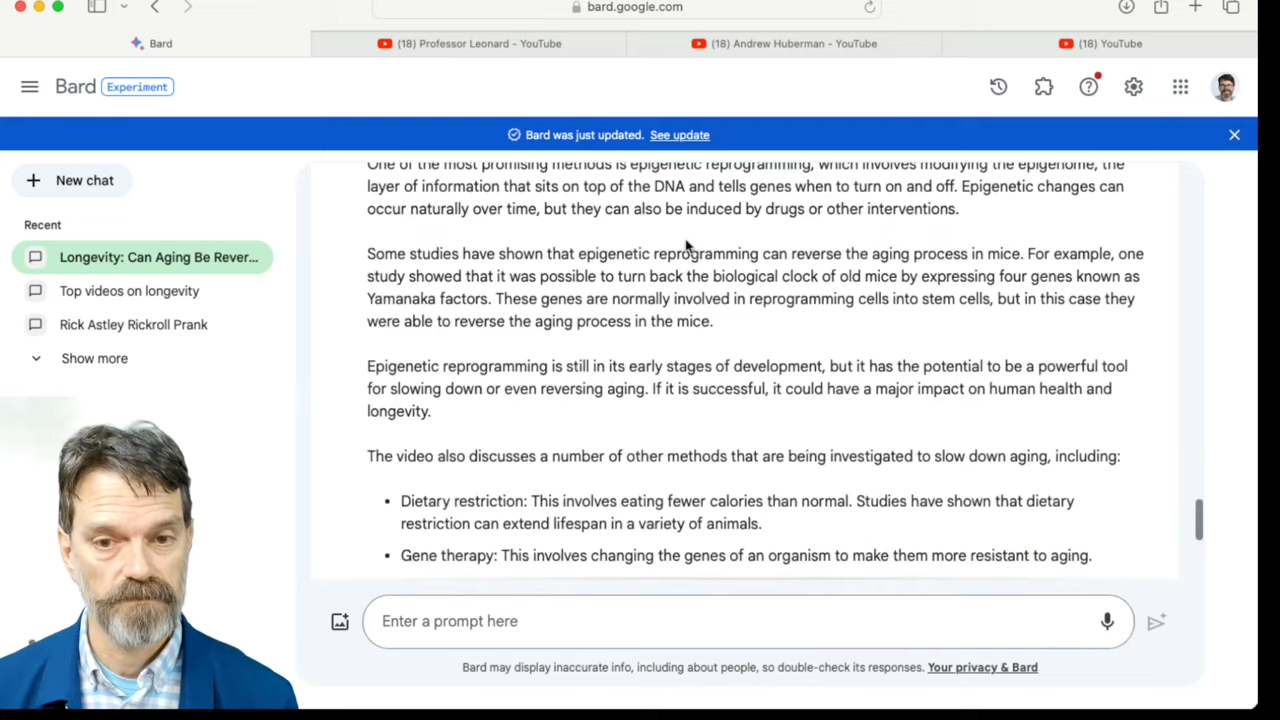 bard.google.com
Bard
(18) Professor Leonard - YouTube
(18) Andrew Huberman - YouTube
(18) YouTube
Bard Experiment
Bard was just updated. See update
New chat
Recent
Longevity: Can Aging Be Rever...
Top videos on longevity
Rick Astley Rickroll Prank
Show more
One of the most promising methods is epigenetic reprogramming, which involves modifying the epigenome, the
layer of information that sits on top of the DNA and tells genes when to turn on and off. Epigenetic changes can
occur naturally over time, but they can also be induced by drugs or other interventions.
Some studies have shown that epigenetic reprogramming can reverse the aging process in mice. For example, one
study showed that it was possible to turn back the biological clock of old mice by expressing four genes known as
Yamanaka factors. These genes are normally involved in reprogramming cells into stem cells, but in this case they
were able to reverse the aging process in the mice.
Epigenetic reprogramming is still in its early stages of development, but it has the potential to be a powerful tool
for slowing down or even reversing aging. If it is successful, it could have a major impact on human health and
longevity.
The video also discusses a number of other methods that are being investigated to slow down aging, including:
• Dietary restriction: This involves eating fewer calories than normal. Studies have shown that dietary
restriction can extend lifespan in a variety of animals.
• Gene therapy: This involves changing the genes of an organism to make them more resistant to aging.
Enter a prompt here
Bard may display inaccurate info, including about people, so double-check its responses. Your privacy & Bard